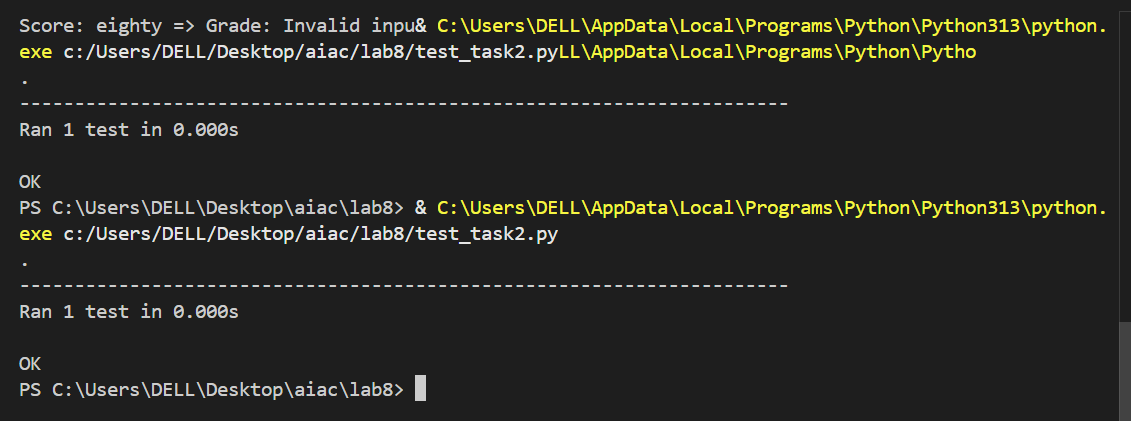 Score: eighty => Grade: Invalid inpu& C:\Users\DELL\AppData\Local\Programs\Python\Python313\python.
exe c:/Users/DELL/Desktop/aiac/lab8/test_task2.pyLL\AppData\Local\Programs\Python\Pytho
.
----------------------------------------------------------------------
Ran 1 test in 0.000s

OK
PS C:\Users\DELL\Desktop\aiac\lab8> & C:\Users\DELL\AppData\Local\Programs\Python\Python313\python.
exe c:/Users/DELL/Desktop/aiac/lab8/test_task2.py
.
----------------------------------------------------------------------
Ran 1 test in 0.000s

OK
PS C:\Users\DELL\Desktop\aiac\lab8>